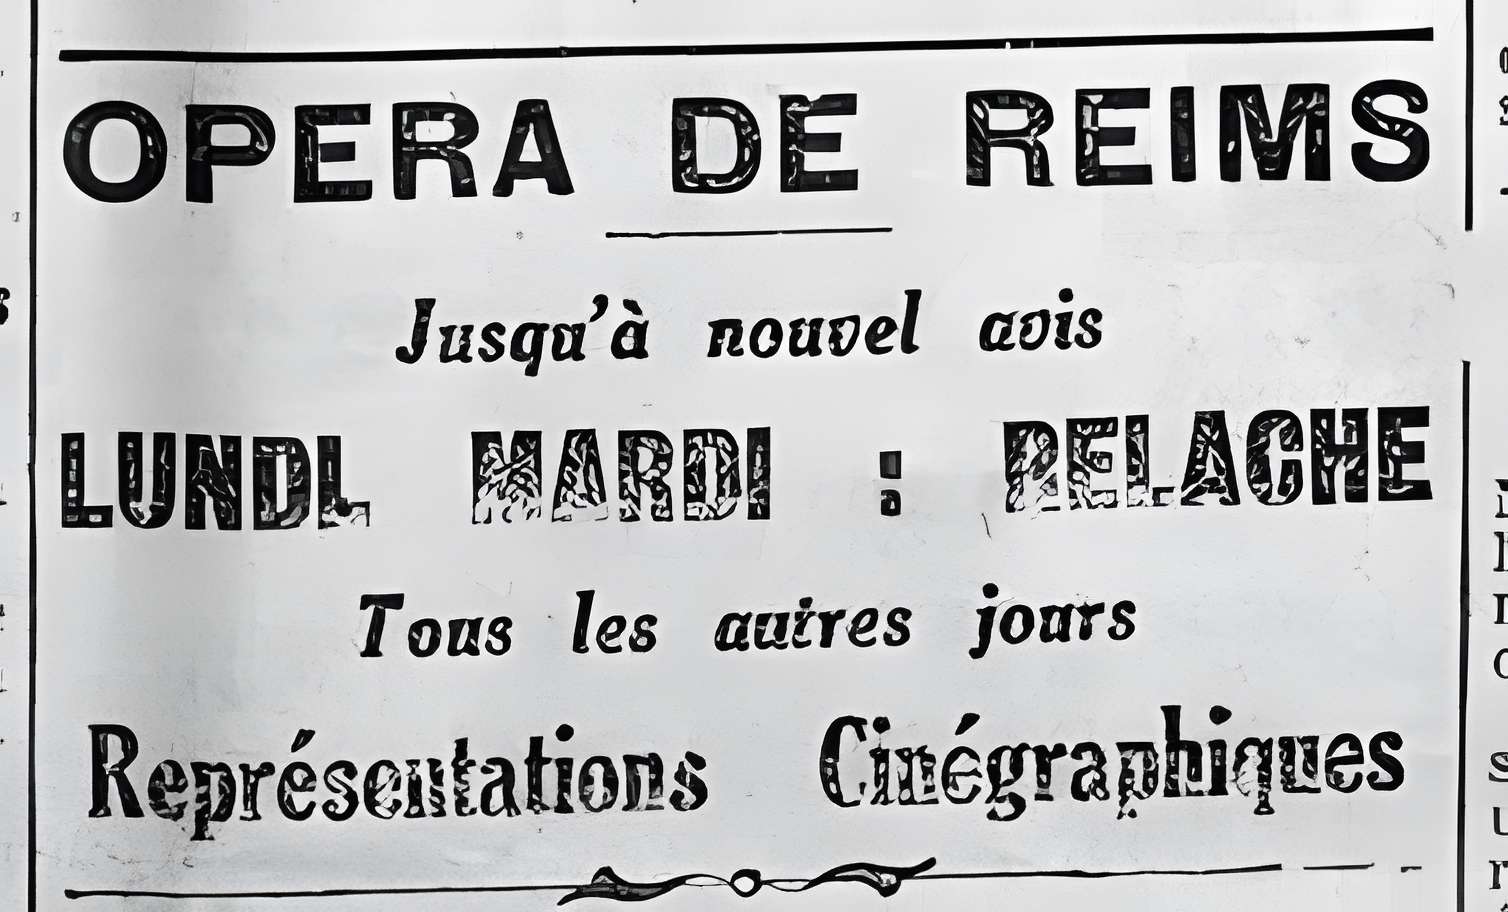 OPERA DE REIMS
Jusqu'à nouvel avis
LUNDI, MARDI : RELACHE
Tous les autres jours
Représentations Cinégraphiques